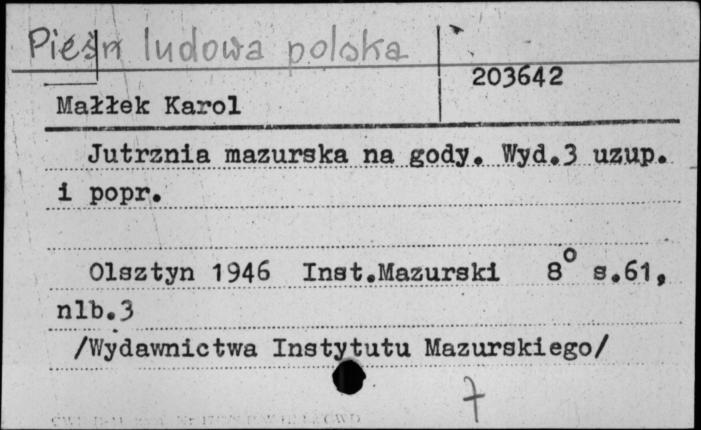 Pieśń ludowa polska
203642
Małłek Karol
Jutrznia mazurska na gody. Wyd.3 uzup.
i popr.
Olsztyn 1946 Inst.Mazurski 8° s.61,
nlb.3
/Wydawnictwa Instytutu Mazurskiego/
7